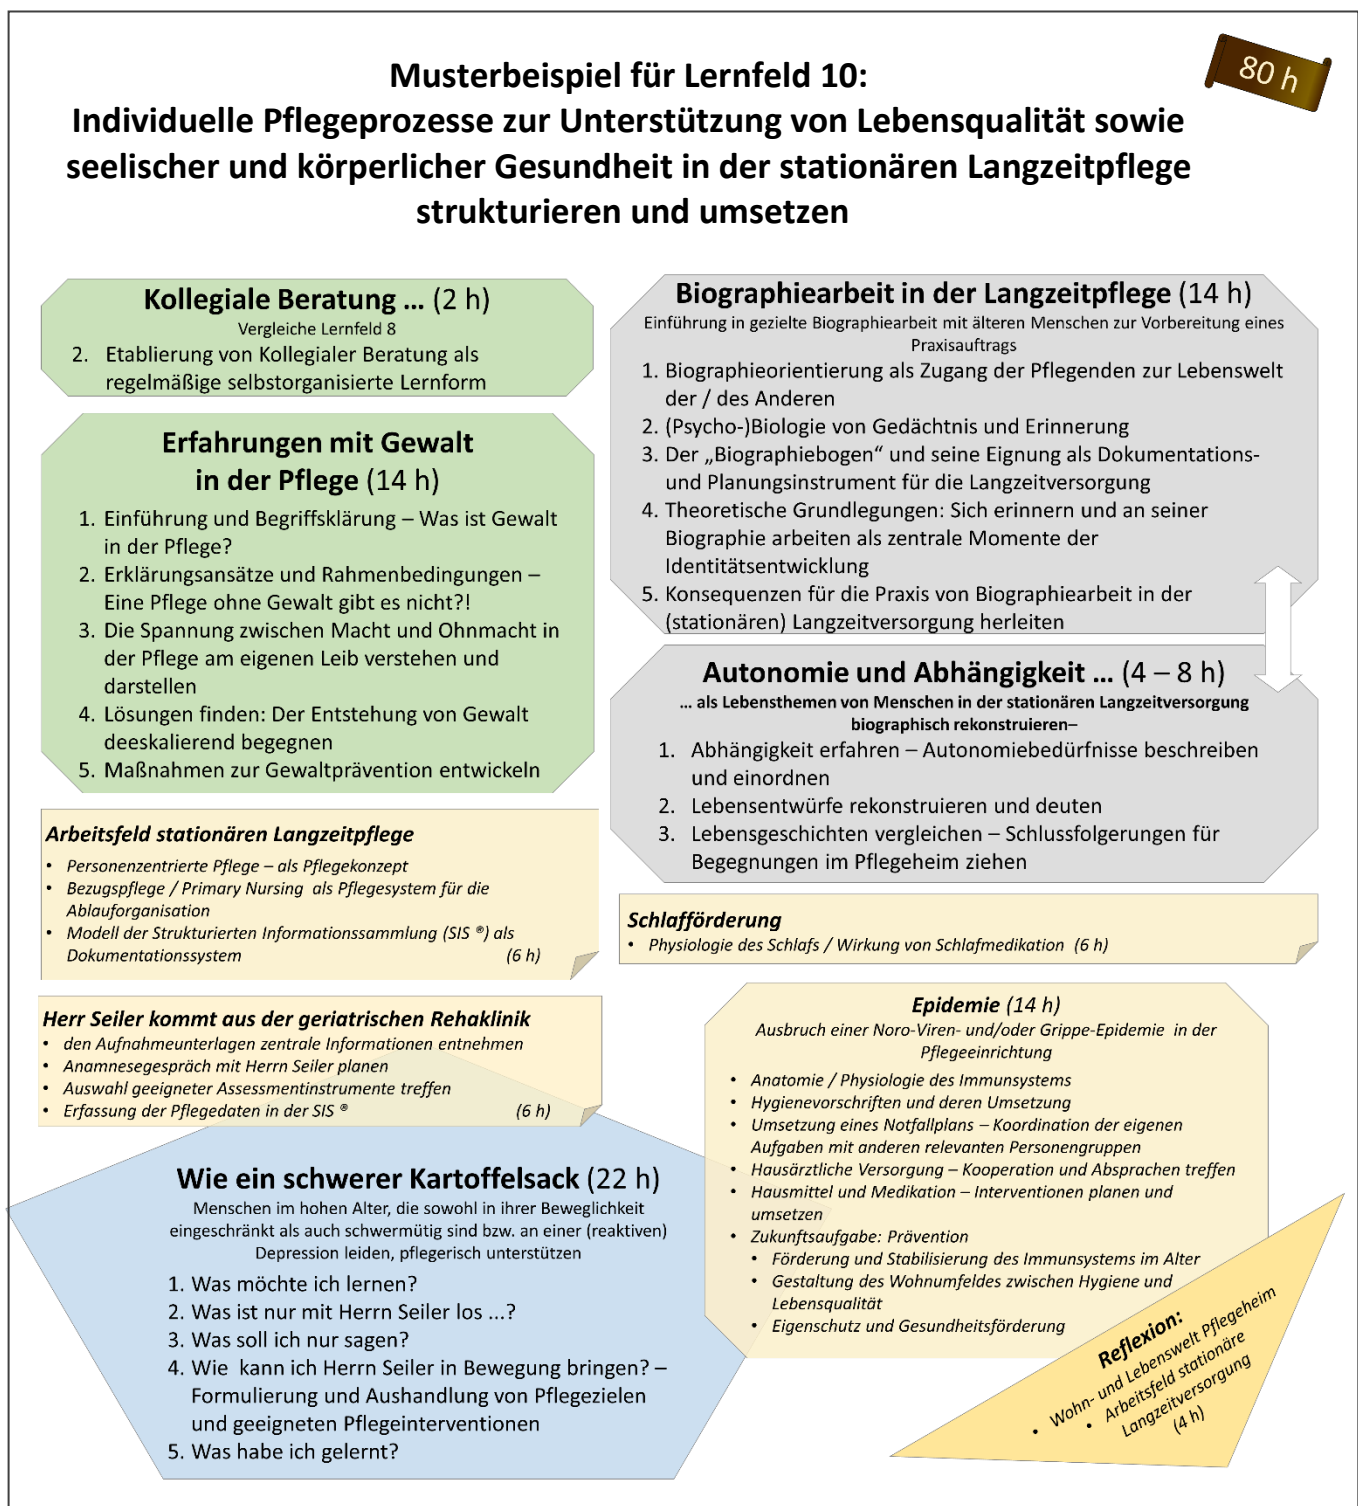 80 h
Musterbeispiel für Lernfeld 10:
Individuelle Pflegeprozesse zur Unterstützung von Lebensqualität sowie
seelischer und körperlicher Gesundheit in der stationären Langzeitpflege
strukturieren und umsetzen
Kollegiale Beratung … (2 h)
Vergleiche Lernfeld 8
2. Etablierung von Kollegialer Beratung als
regelmäßige selbstorganisierte Lernform
Erfahrungen mit Gewalt
in der Pflege (14 h)
1. Einführung und Begriffsklärung – Was ist Gewalt
in der Pflege?
2. Erklärungsansätze und Rahmenbedingungen –
Eine Pflege ohne Gewalt gibt es nicht?!
3. Die Spannung zwischen Macht und Ohnmacht in
der Pflege am eigenen Leib verstehen und
darstellen
4. Lösungen finden: Der Entstehung von Gewalt
deeskalierend begegnen
5. Maßnahmen zur Gewaltprävention entwickeln
Biographiearbeit in der Langzeitpflege (14 h)
Einführung in gezielte Biographiearbeit mit älteren Menschen zur Vorbereitung eines
Praxisauftrags
1. Biographieorientierung als Zugang der Pflegenden zur Lebenswelt
der / des Anderen
2. (Psycho-)Biologie von Gedächtnis und Erinnerung
3. Der „Biographiebogen“ und seine Eignung als Dokumentations-
und Planungsinstrument für die Langzeitversorgung
4. Theoretische Grundlegungen: Sich erinnern und an seiner
Biographie arbeiten als zentrale Momente der
Identitätsentwicklung
5. Konsequenzen für die Praxis von Biographiearbeit in der
(stationären) Langzeitversorgung herleiten
Autonomie und Abhängigkeit … (4 – 8 h)
… als Lebensthemen von Menschen in der stationären Langzeitversorgung
biographisch rekonstruieren–
1. Abhängigkeit erfahren – Autonomiebedürfnisse beschreiben
und einordnen
2. Lebensentwürfe rekonstruieren und deuten
3. Lebensgeschichten vergleichen – Schlussfolgerungen für
Begegnungen im Pflegeheim ziehen
Arbeitsfeld stationären Langzeitpflege
• Personenzentrierte Pflege – als Pflegekonzept
• Bezugspflege / Primary Nursing als Pflegesystem für die
Ablauforganisation
• Modell der Strukturierten Informationssammlung (SIS ®) als
Dokumentationssystem (6 h)
Schlafförderung
• Physiologie des Schlafs / Wirkung von Schlafmedikation (6 h)
Herr Seiler kommt aus der geriatrischen Rehaklinik
• den Aufnahmeunterlagen zentrale Informationen entnehmen
• Anamnesegespräch mit Herrn Seiler planen
• Auswahl geeigneter Assessmentinstrumente treffen
• Erfassung der Pflegedaten in der SIS ® (6 h)
Wie ein schwerer Kartoffelsack (22 h)
Menschen im hohen Alter, die sowohl in ihrer Beweglichkeit
eingeschränkt als auch schwermütig sind bzw. an einer (reaktiven)
Depression leiden, pflegerisch unterstützen
1. Was möchte ich lernen?
2. Was ist nur mit Herrn Seiler los ...?
3. Was soll ich nur sagen?
4. Wie kann ich Herrn Seiler in Bewegung bringen? –
Formulierung und Aushandlung von Pflegezielen
und geeigneten Pflegeinterventionen
5. Was habe ich gelernt?
Epidemie (14 h)
Ausbruch einer Noro-Viren- und/oder Grippe-Epidemie in der
Pflegeeinrichtung
• Anatomie / Physiologie des Immunsystems
• Hygienevorschriften und deren Umsetzung
• Umsetzung eines Notfallplans – Koordination der eigenen
Aufgaben mit anderen relevanten Personengruppen
• Hausärztliche Versorgung – Kooperation und Absprachen treffen
• Hausmittel und Medikation – Interventionen planen und
umsetzen
• Zukunftsaufgabe: Prävention
• Förderung und Stabilisierung des Immunsystems im Alter
• Gestaltung des Wohnumfeldes zwischen Hygiene und
Lebensqualität
• Eigenschutz und Gesundheitsförderung
Reflexion:
• Wohn- und Lebenswelt Pflegeheim
• Arbeitsfeld stationäre
Langzeitversorgung
(4 h)